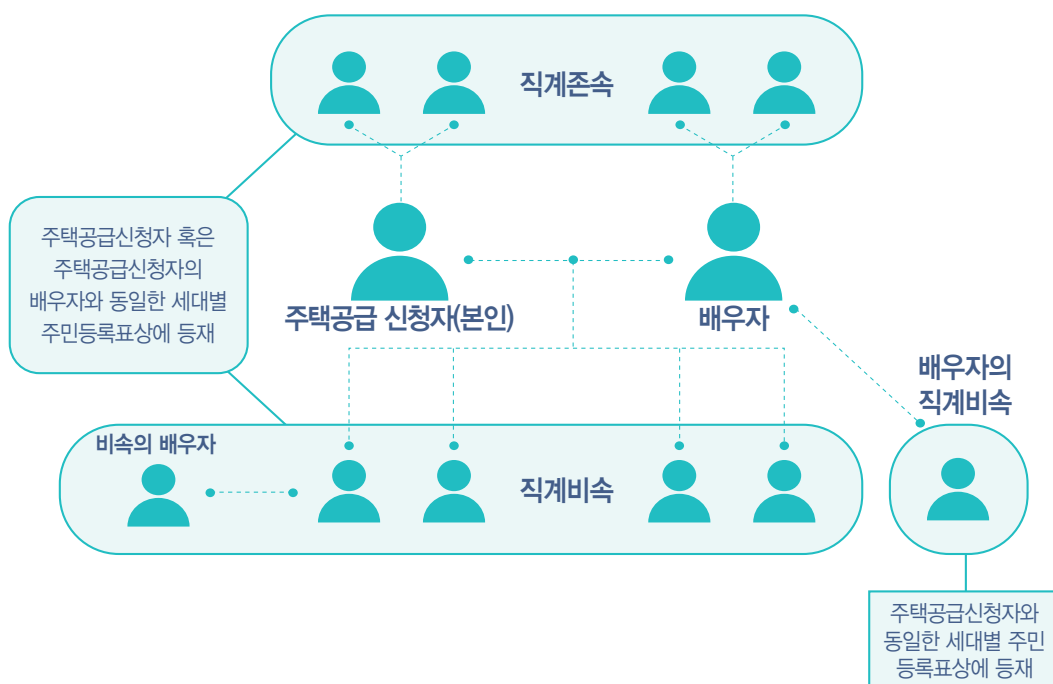 직계존속
주택공급신청자 혹은
주택공급신청자의
배우자와 동일한 세대별
주민등록표상에 등재
주택공급 신청자(본인)
배우자
배우자의
직계비속
비속의 배우자
직계비속
주택공급신청자와
동일한 세대별 주민
등록표상에 등재